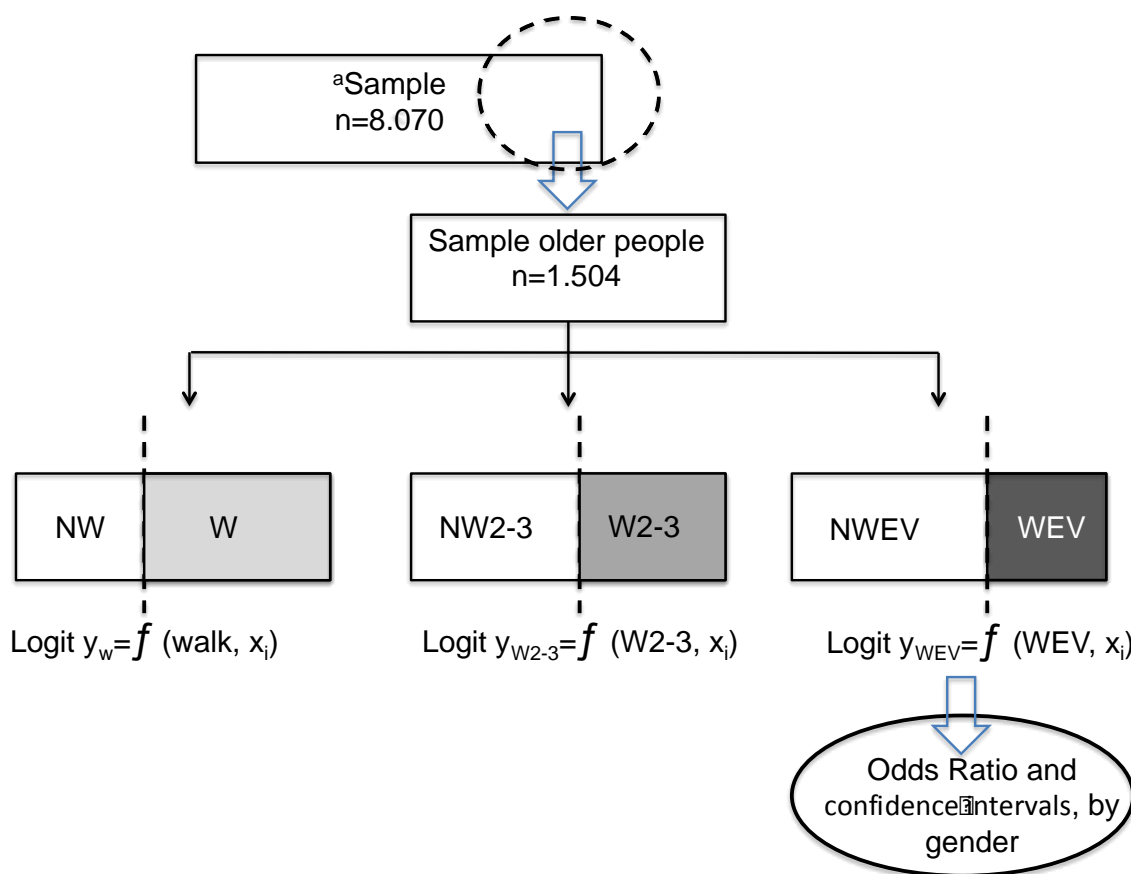 ᵃSample
n=8.070
Sample older people
n=1.504
NW W NW2-3 W2-3 NWEV WEV
Logit y_w=f (walk, x_i) Logit y_W2-3=f (W2-3, x_i) Logit y_WEV=f (WEV, x_i)
Odds Ratio and
confidence intervals, by
gender